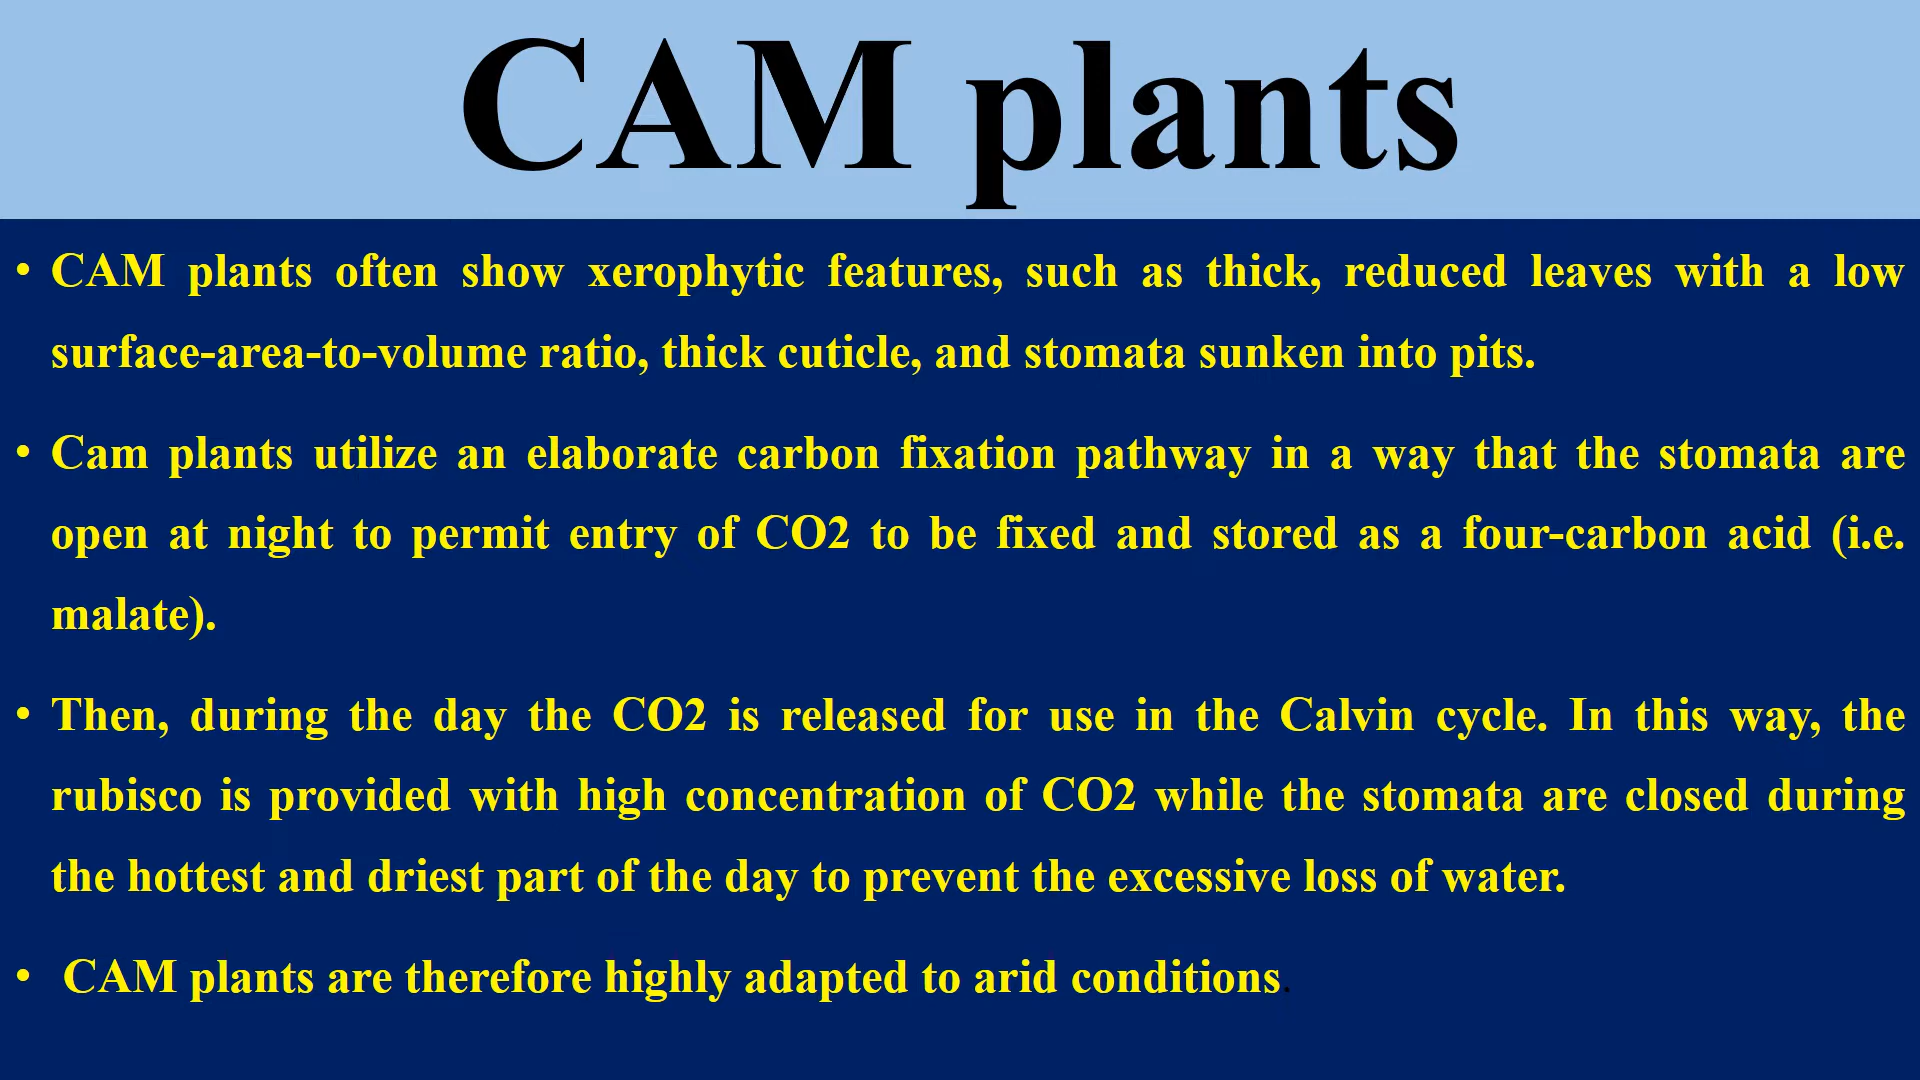 CAM plants
• CAM plants often show xerophytic features, such as thick, reduced leaves with a low
surface-area-to-volume ratio, thick cuticle, and stomata sunken into pits.
• Cam plants utilize an elaborate carbon fixation pathway in a way that the stomata are
open at night to permit entry of CO2 to be fixed and stored as a four-carbon acid (i.e.
malate).
• Then, during the day the CO2 is released for use in the Calvin cycle. In this way, the
rubisco is provided with high concentration of CO2 while the stomata are closed during
the hottest and driest part of the day to prevent the excessive loss of water.
• CAM plants are therefore highly adapted to arid conditions.